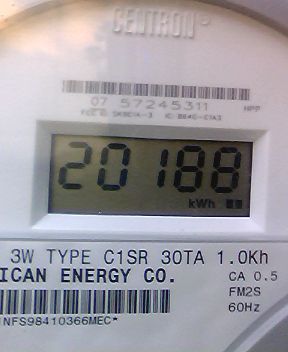 CENTRON
07 57245311
20188
kWh
3W TYPE C1SR 30TA 1.0Kh
ICAN ENERGY CO.
CA 0.5
FM2S
60Hz
NFS98410366MEC*